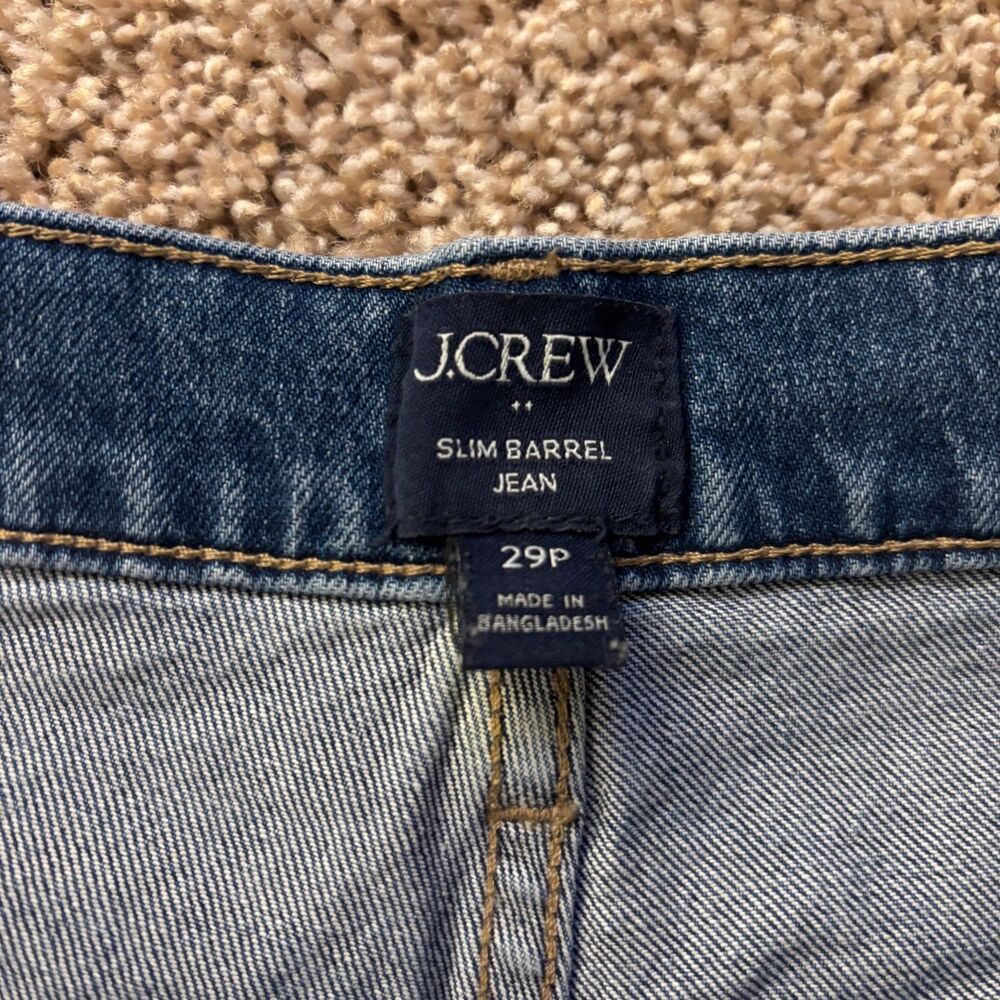 J.CREW
••
SLIM BARREL
JEAN
29P
MADE IN
BANGLADESH